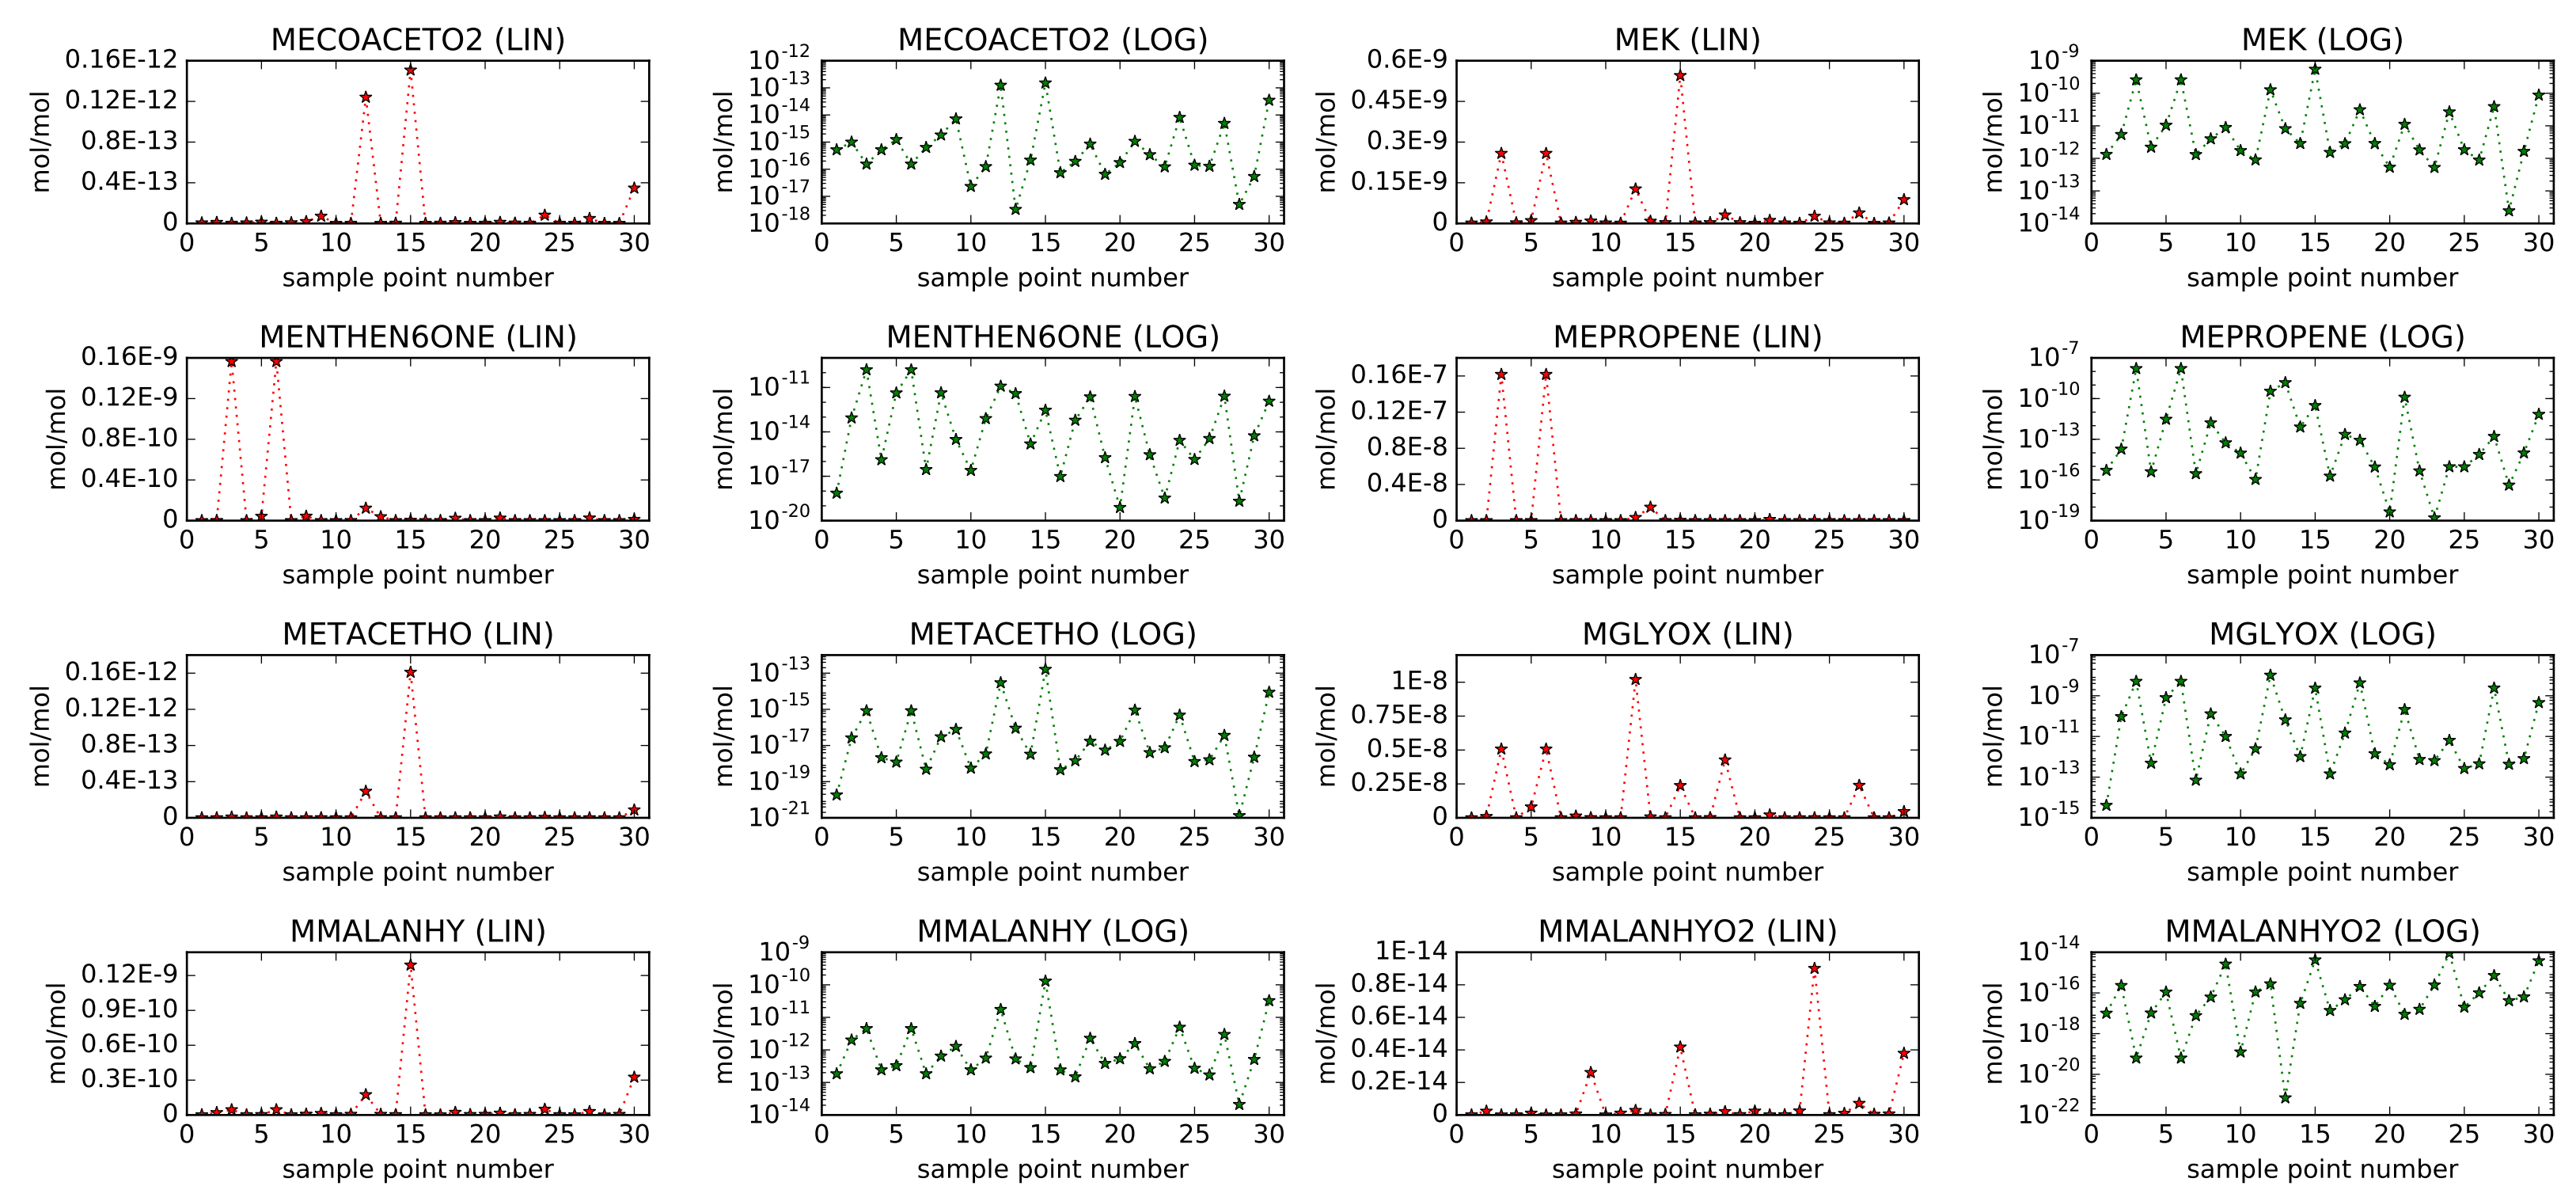 MECOACETO2 (LIN)
mol/mol
0.16E-12
0.12E-12
0.8E-13
0.4E-13
0
0 5 10 15 20 25 30
sample point number
MECOACETO2 (LOG)
mol/mol
10-12
10-13
10-14
10-15
10-16
10-17
10-18
0 5 10 15 20 25 30
sample point number
MEK (LIN)
mol/mol
0.6E-9
0.45E-9
0.3E-9
0.15E-9
0
0 5 10 15 20 25 30
sample point number
MEK (LOG)
mol/mol
10-9
10-10
10-11
10-12
10-13
10-14
0 5 10 15 20 25 30
sample point number
MENTHEN6ONE (LIN)
mol/mol
0.16E-9
0.12E-9
0.8E-10
0.4E-10
0
0 5 10 15 20 25 30
sample point number
MENTHEN6ONE (LOG)
mol/mol
10-11
10-14
10-17
10-20
0 5 10 15 20 25 30
sample point number
MEPROPENE (LIN)
mol/mol
0.16E-7
0.12E-7
0.8E-8
0.4E-8
0
0 5 10 15 20 25 30
sample point number
MEPROPENE (LOG)
mol/mol
10-7
10-10
10-13
10-16
10-19
0 5 10 15 20 25 30
sample point number
METACETHO (LIN)
mol/mol
0.16E-12
0.12E-12
0.8E-13
0.4E-13
0
0 5 10 15 20 25 30
sample point number
METACETHO (LOG)
mol/mol
10-13
10-15
10-17
10-19
10-21
0 5 10 15 20 25 30
sample point number
MGLYOX (LIN)
mol/mol
1E-8
0.75E-8
0.5E-8
0.25E-8
0
0 5 10 15 20 25 30
sample point number
MGLYOX (LOG)
mol/mol
10-7
10-9
10-11
10-13
10-15
0 5 10 15 20 25 30
sample point number
MMALANHY (LIN)
mol/mol
0.12E-9
0.9E-10
0.6E-10
0.3E-10
0
0 5 10 15 20 25 30
sample point number
MMALANHY (LOG)
mol/mol
10-9
10-10
10-11
10-12
10-13
10-14
0 5 10 15 20 25 30
sample point number
MMALANHYO2 (LIN)
mol/mol
1E-14
0.8E-14
0.6E-14
0.4E-14
0.2E-14
0
0 5 10 15 20 25 30
sample point number
MMALANHYO2 (LOG)
mol/mol
10-14
10-16
10-18
10-20
10-22
0 5 10 15 20 25 30
sample point number